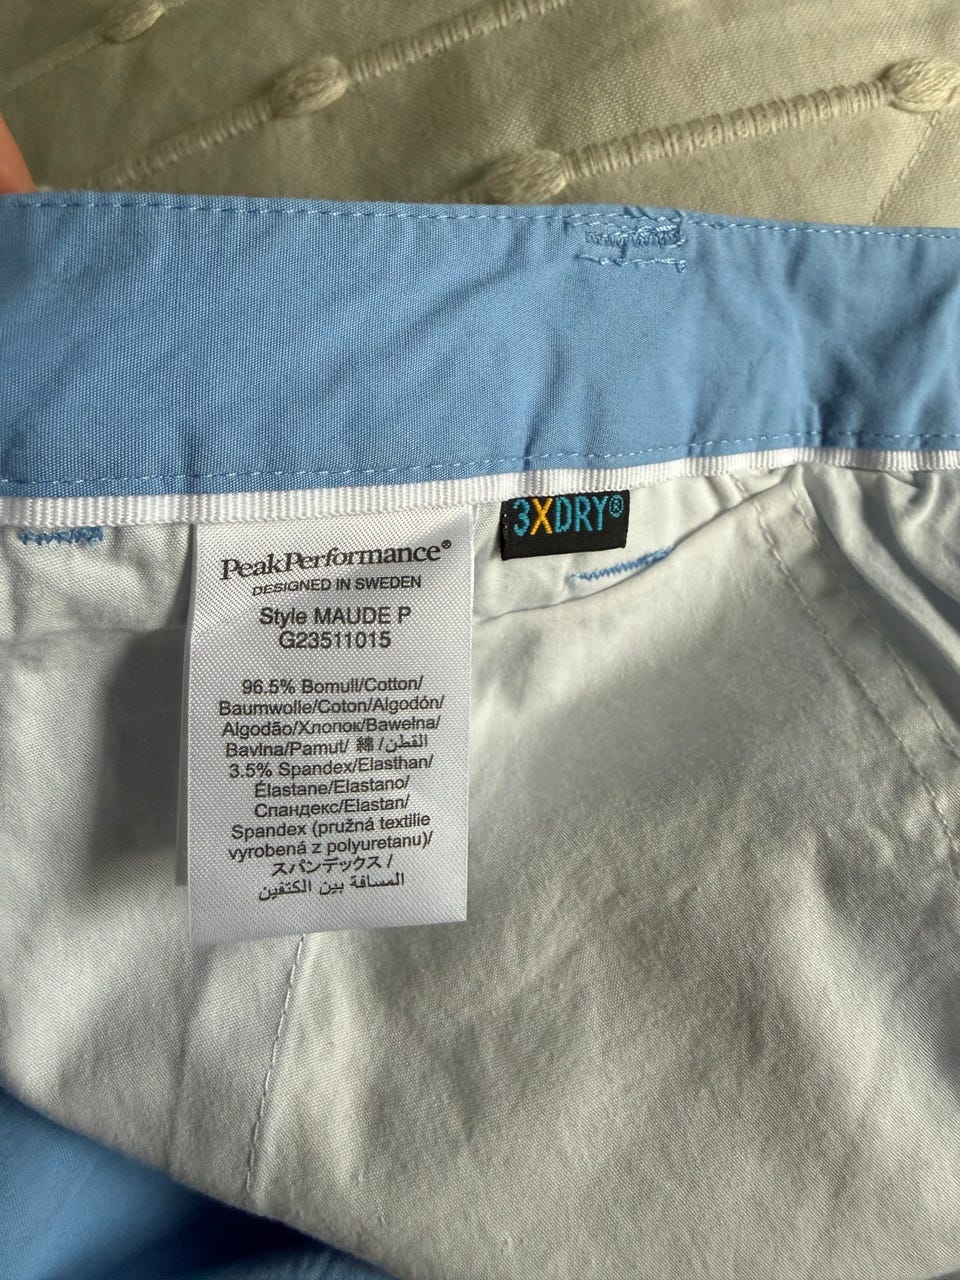 PeakPerformance®
DESIGNED IN SWEDEN
Style MAUDE P
G23511015
96.5% Bomull/Cotton/
Baumwolle/Coton/Algodón/
Algodão/Хлопок/Bawełna/
Bavlna/Pamut/ 綿 /القطن/
3.5% Spandex/Elasthan/
Élastane/Elastano/
Спандекс/Elastan/
Spandex (pružná textilie
vyrobená z polyuretanu)/
スパンデックス /
المسافة بين الكتفين
3XDRY®